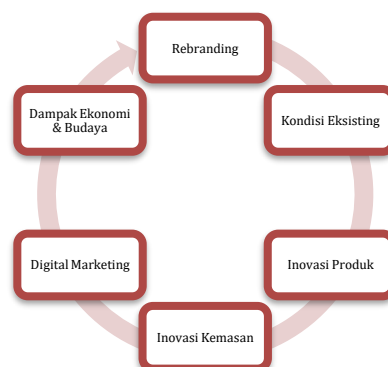 Rebranding
Kondisi Eksisting
Inovasi Produk
Inovasi Kemasan
Digital Marketing
Dampak Ekonomi
& Budaya